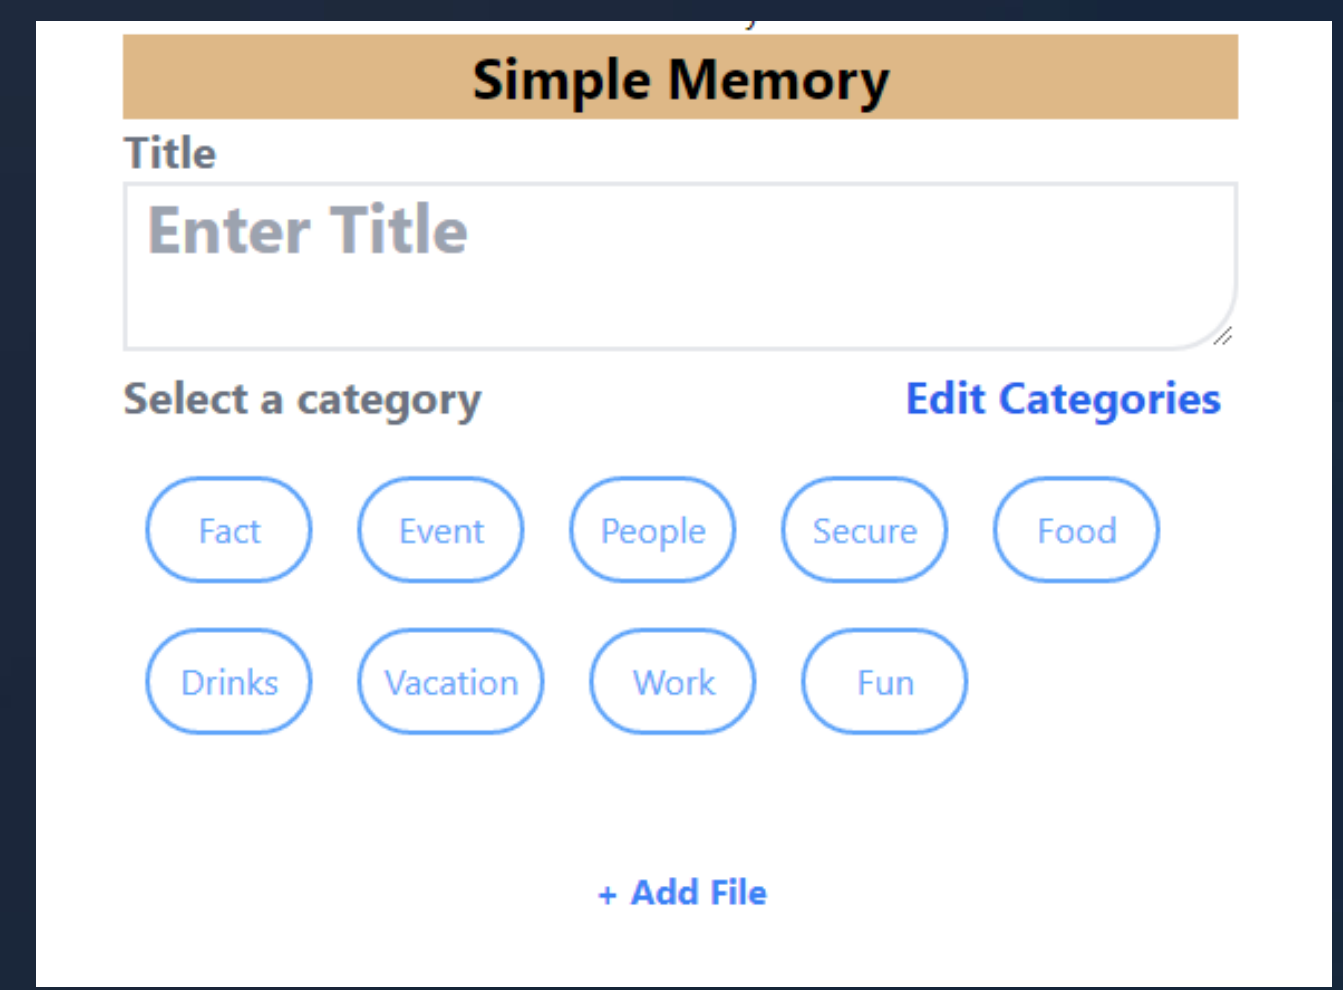 Simple Memory
Title
Enter Title
Select a category Edit Categories
Fact Event People Secure Food
Drinks Vacation Work Fun
+ Add File